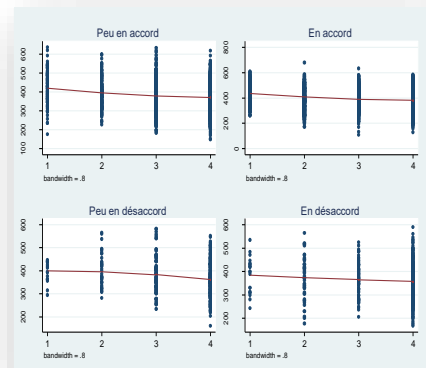 Peu en accord
En accord
600
500
400
300
200
100
1 2 3 4
bandwidth = .8
800
600
400
200
0
1 2 3 4
bandwidth = .8
Peu en désaccord
En désaccord
600
500
400
300
200
1 2 3 4
bandwidth = .8
600
500
400
300
200
1 2 3 4
bandwidth = .8